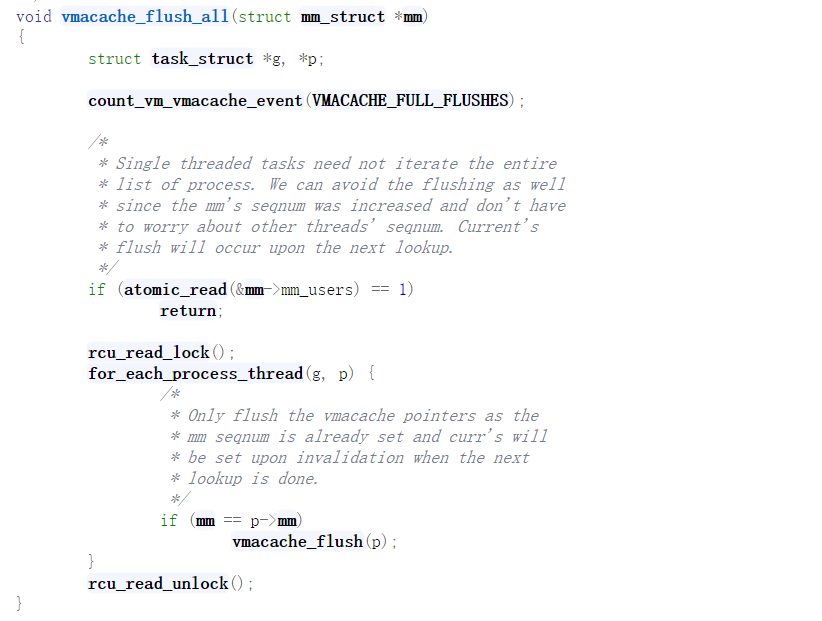 void vmacache_flush_all(struct mm_struct *mm)
{
        struct task_struct *g, *p;

        count_vm_vmacache_event(VMACACHE_FULL_FLUSHES);

        /*
         * Single threaded tasks need not iterate the entire
         * list of process. We can avoid the flushing as well
         * since the mm's seqnum was increased and don't have
         * to worry about other threads' seqnum. Current's
         * flush will occur upon the next lookup.
         */
        if (atomic_read(&mm->mm_users) == 1)
                return;

        rcu_read_lock();
        for_each_process_thread(g, p) {
                /*
                 * Only flush the vmacache pointers as the
                 * mm seqnum is already set and curr's will
                 * be set upon invalidation when the next
                 * lookup is done.
                 */
                if (mm == p->mm)
                        vmacache_flush(p);
        }
        rcu_read_unlock();
}